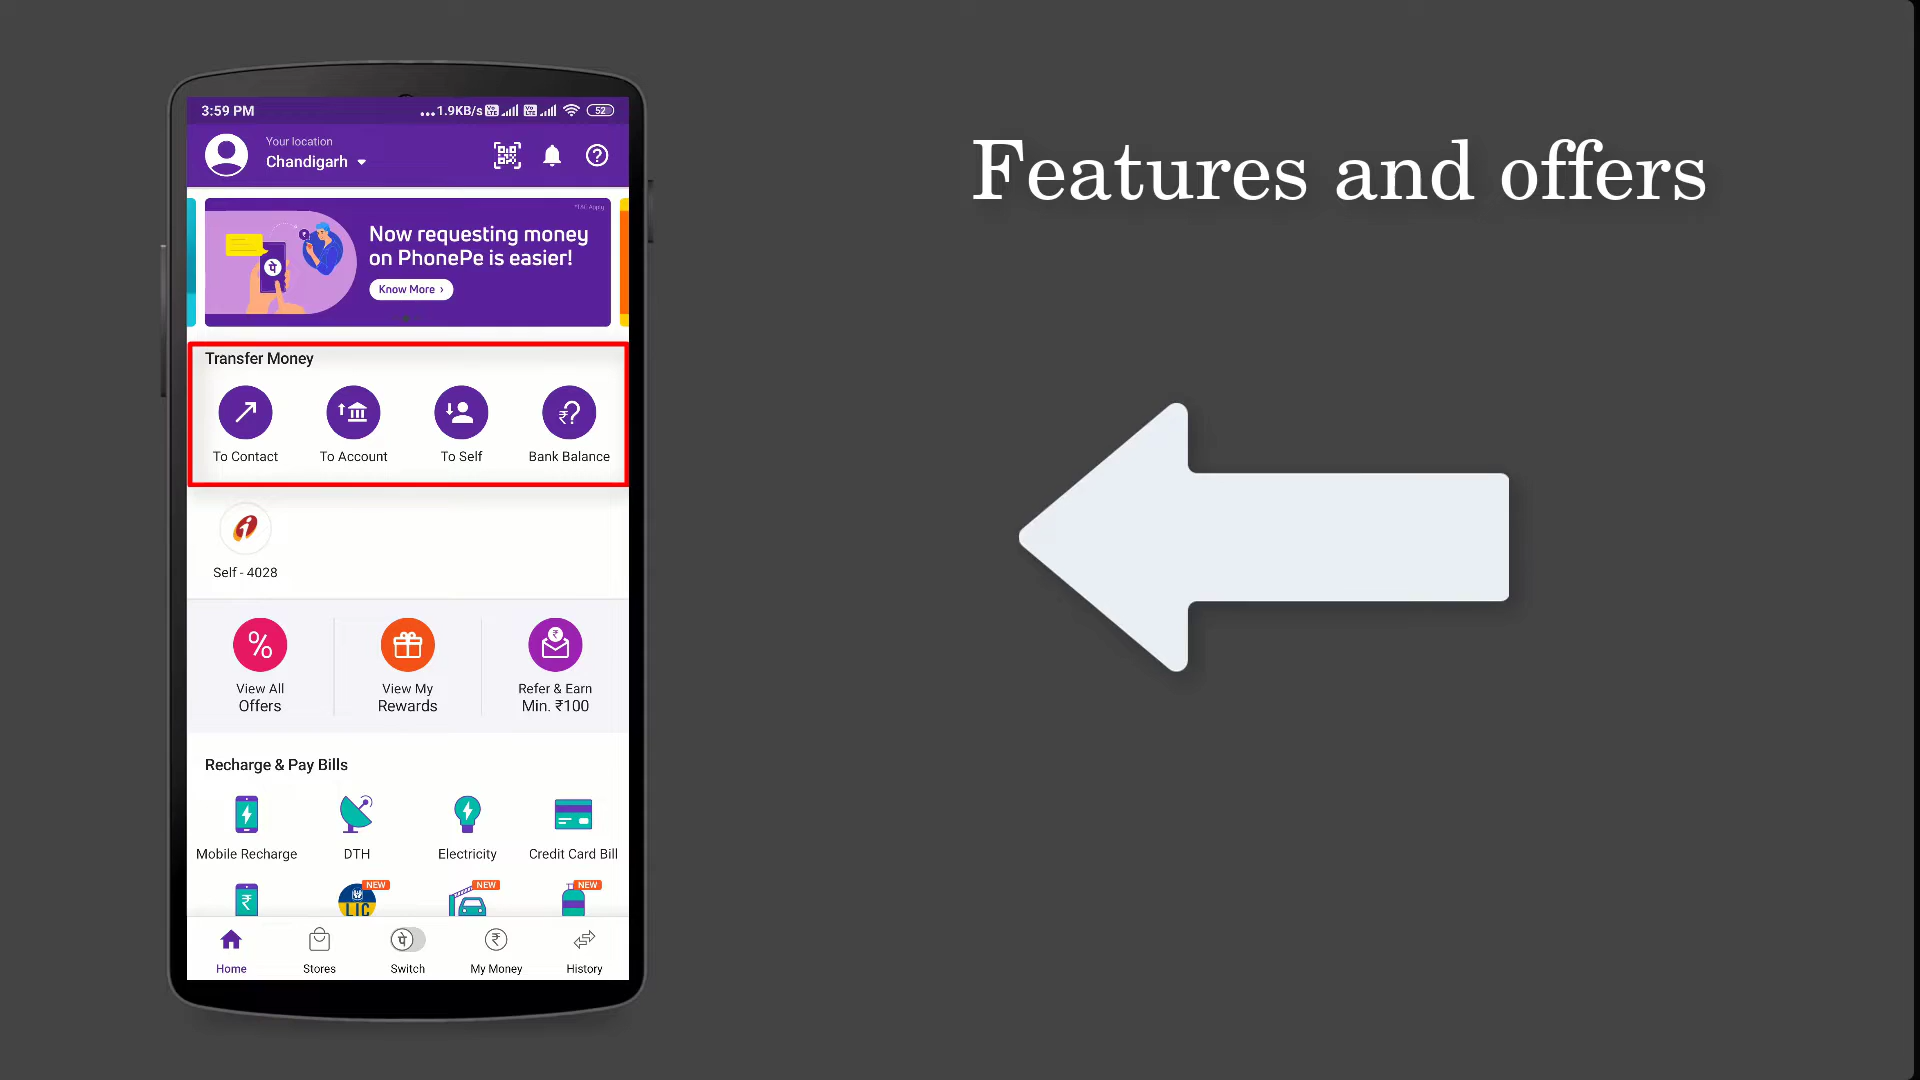 3:59 PM
...1.9KB/s
52
Your location
Chandigarh
Features and offers
Now requesting money
on PhonePe is easier!
Know More ›
पे
Transfer Money
To Contact
To Account
To Self
Bank Balance
Self - 4028
View All
Offers
View My
Rewards
Refer & Earn
Min. ₹100
Recharge & Pay Bills
Mobile Recharge
DTH
Electricity
Credit Card Bill
NEW
NEW
NEW
LIC
पे
Home
Stores
Switch
My Money
History